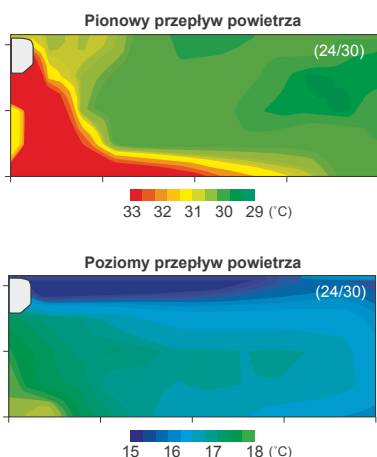 Pionowy przepływ powietrza
(24/30)
33 32 31 30 29 (°C)
Poziomy przepływ powietrza
(24/30)
15 16 17 18 (°C)